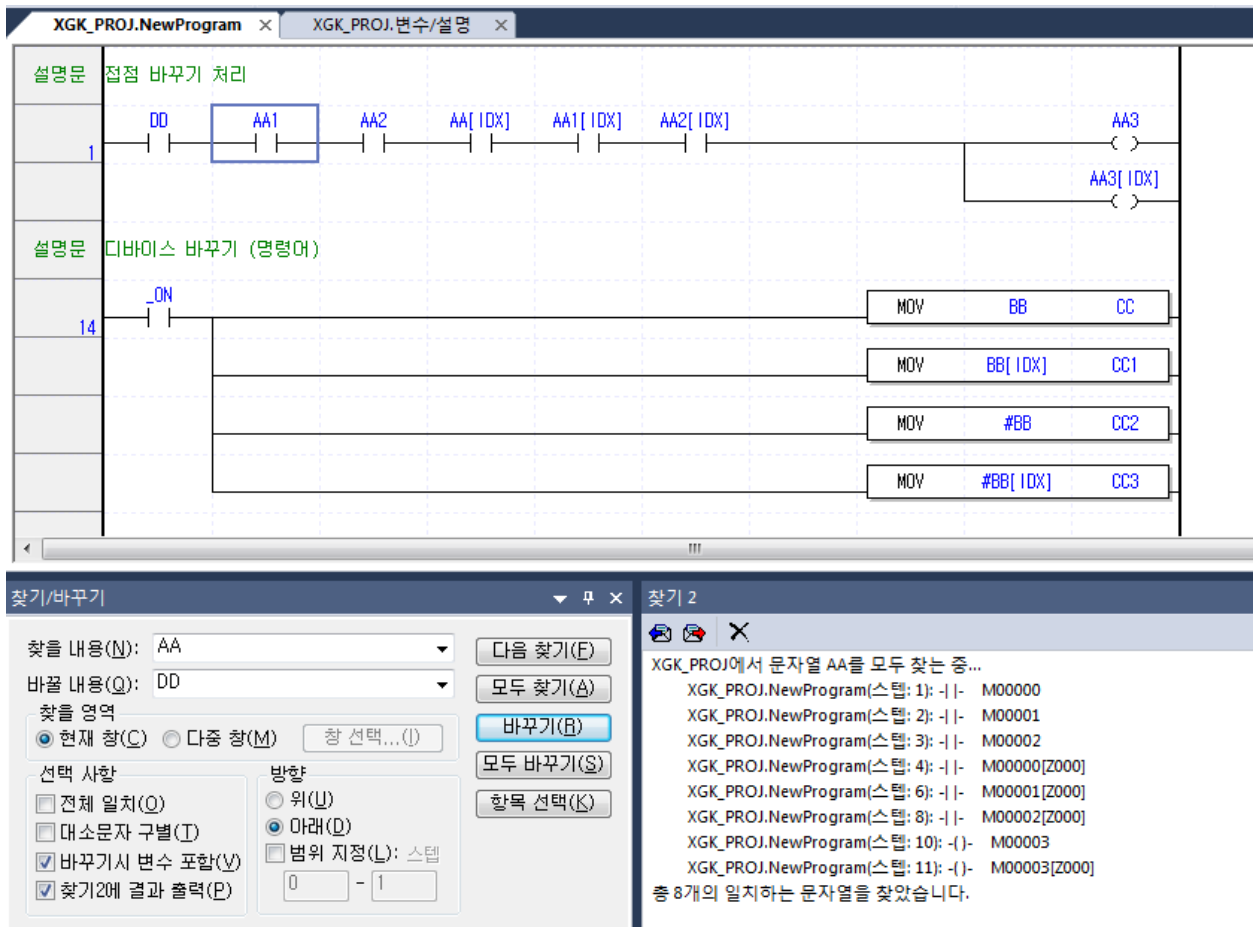 XGK_PROJ.NewProgram × XGK_PROJ.변수/설명 ×
설명문 접점 바꾸기 처리
DD AA1 AA2 AA[IDX] AA1[IDX] AA2[IDX] AA3
1
AA3[IDX]
설명문 디바이스 바꾸기 (명령어)
_ON
14 MOV BB CC
MOV BB[IDX] CC1
MOV #BB CC2
MOV #BB[IDX] CC3
찾기/바꾸기
찾을 내용(N): AA 다음 찾기(F)
바꿀 내용(Q): DD 모두 찾기(A)
찾을 영역 바꾸기(R)
현재 창(C) 다중 창(M) 창 선택...(I)
모두 바꾸기(S)
선택 사항 방향
항목 선택(K)
전체 일치(O) 위(U)
대소문자 구별(T) 아래(D)
바꾸기시 변수 포함(V) 범위 지정(L): 스텝
찾기2에 결과 출력(P) 0 - 1
찾기 2
XGK_PROJ에서 문자열 AA를 모두 찾는 중...
XGK_PROJ.NewProgram(스텝: 1): -| |- M00000
XGK_PROJ.NewProgram(스텝: 2): -| |- M00001
XGK_PROJ.NewProgram(스텝: 3): -| |- M00002
XGK_PROJ.NewProgram(스텝: 4): -| |- M00000[Z000]
XGK_PROJ.NewProgram(스텝: 6): -| |- M00001[Z000]
XGK_PROJ.NewProgram(스텝: 8): -| |- M00002[Z000]
XGK_PROJ.NewProgram(스텝: 10): -( )- M00003
XGK_PROJ.NewProgram(스텝: 11): -( )- M00003[Z000]
총 8개의 일치하는 문자열을 찾았습니다.